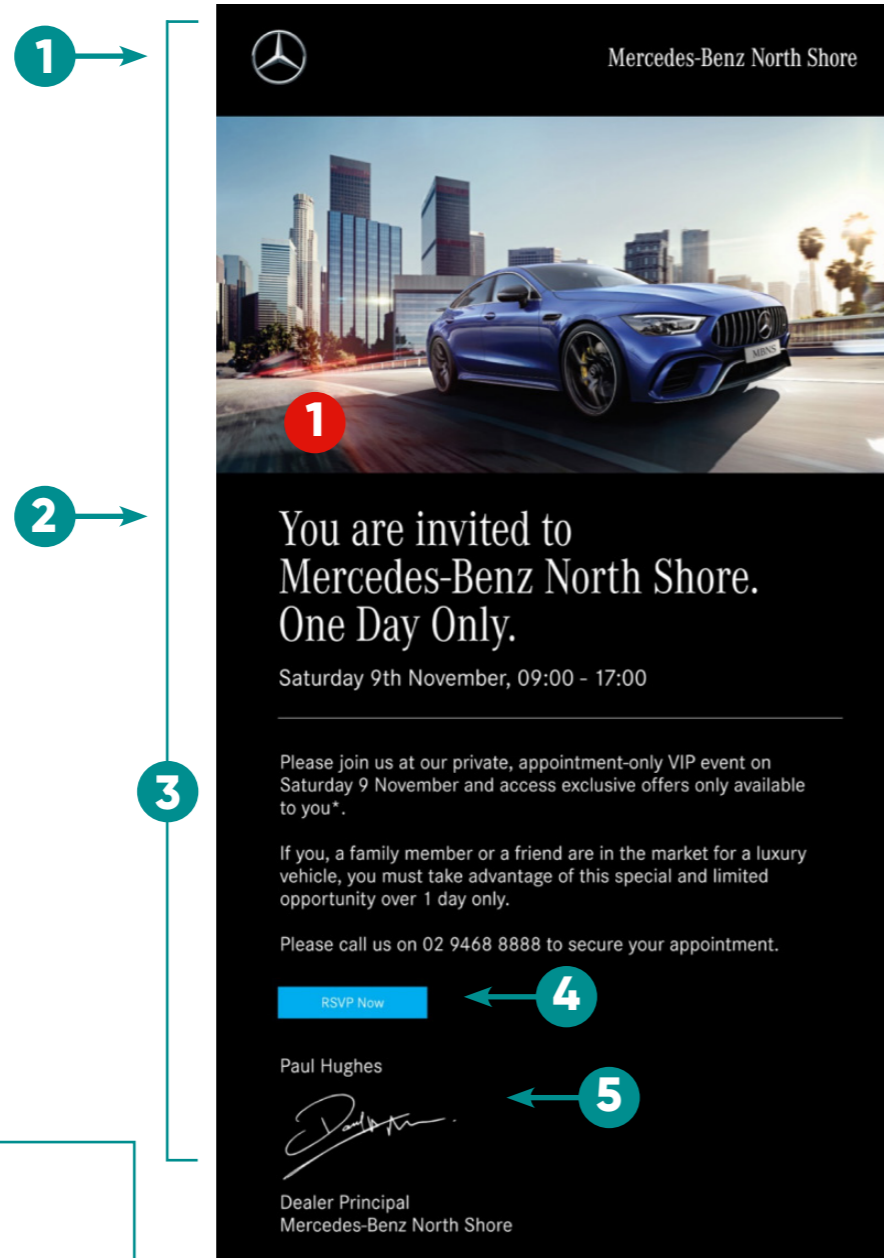 1
Mercedes-Benz North Shore
MBNS
1
2
You are invited to
Mercedes-Benz North Shore.
One Day Only.
Saturday 9th November, 09:00 - 17:00
3
Please join us at our private, appointment-only VIP event on
Saturday 9 November and access exclusive offers only available
to you*.
If you, a family member or a friend are in the market for a luxury
vehicle, you must take advantage of this special and limited
opportunity over 1 day only.
Please call us on 02 9468 8888 to secure your appointment.
RSVP Now
4
Paul Hughes
5
Dealer Principal
Mercedes-Benz North Shore